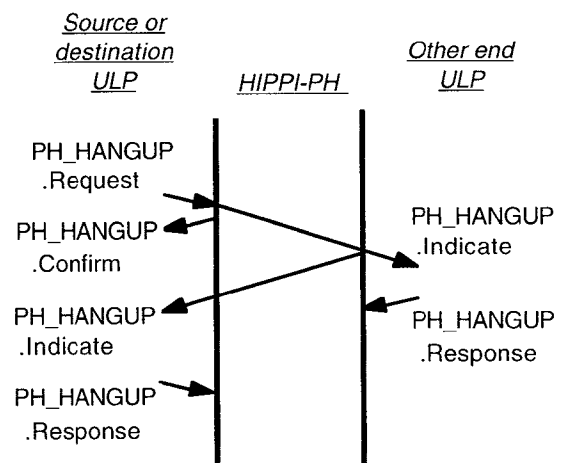 Source or
destination
ULP
HIPPI-PH
Other end
ULP
PH_HANGUP
.Request
PH_HANGUP
.Confirm
PH_HANGUP
.Indicate
PH_HANGUP
.Response
PH_HANGUP
.Indicate
PH_HANGUP
.Response